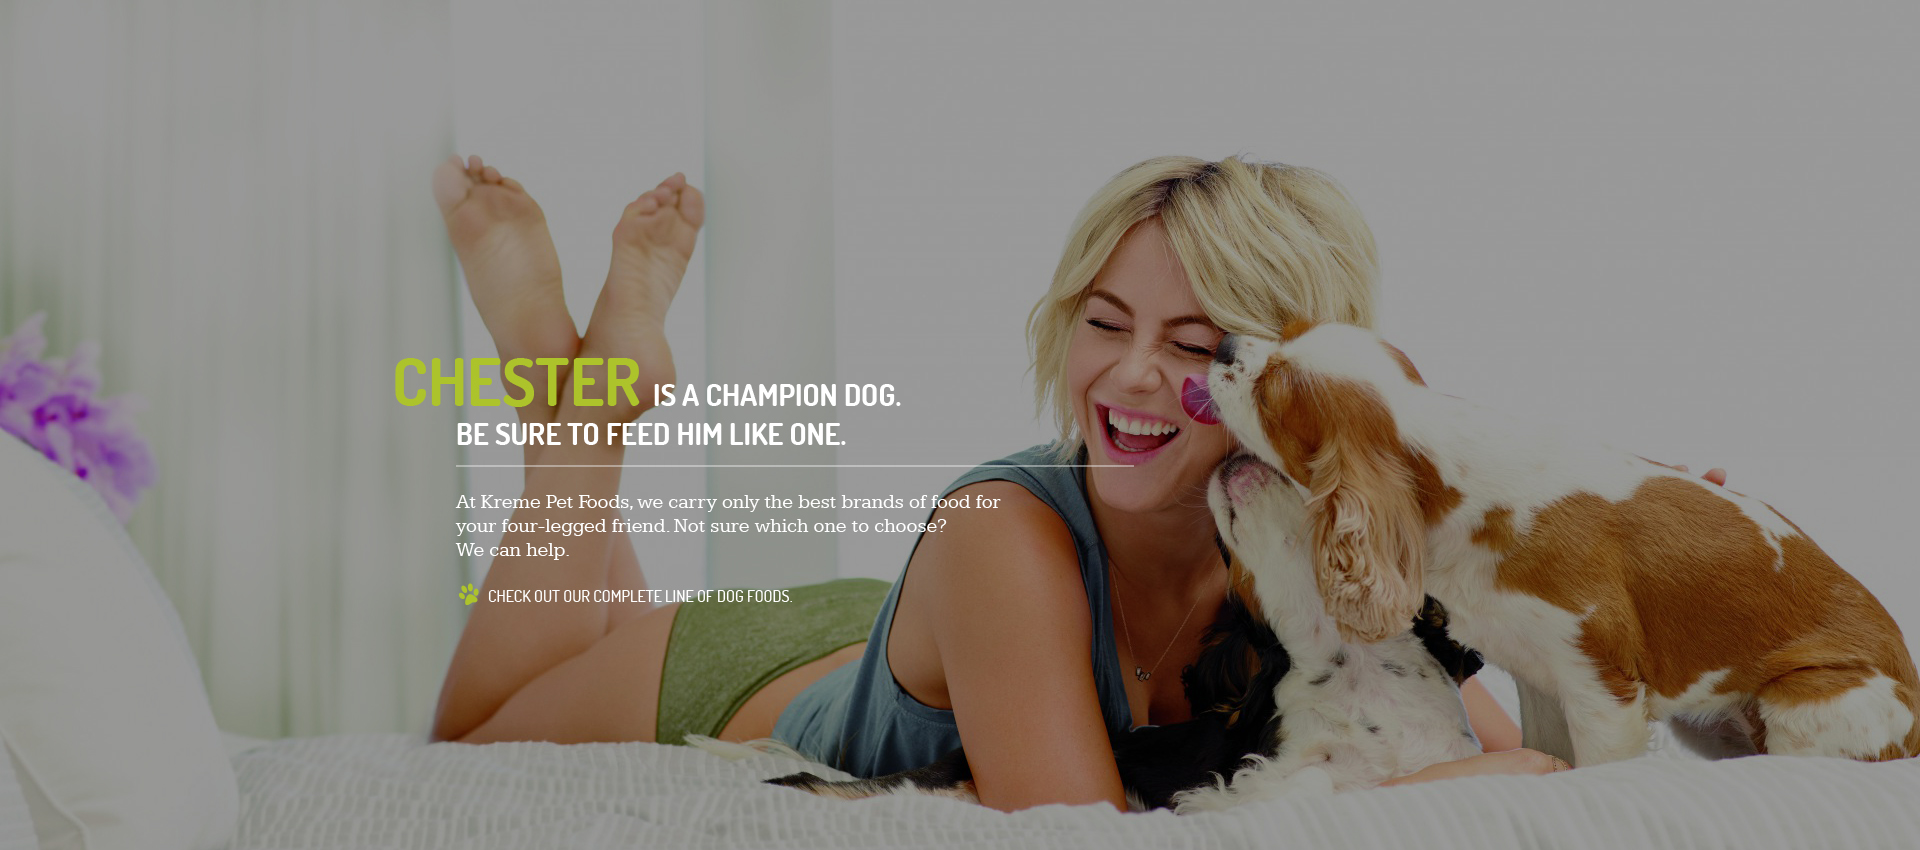 CHESTER IS A CHAMPION DOG.
BE SURE TO FEED HIM LIKE ONE.
At Kreme Pet Foods, we carry only the best brands of food for
your four-legged friend. Not sure which one to choose?
We can help.
CHECK OUT OUR COMPLETE LINE OF DOG FOODS.